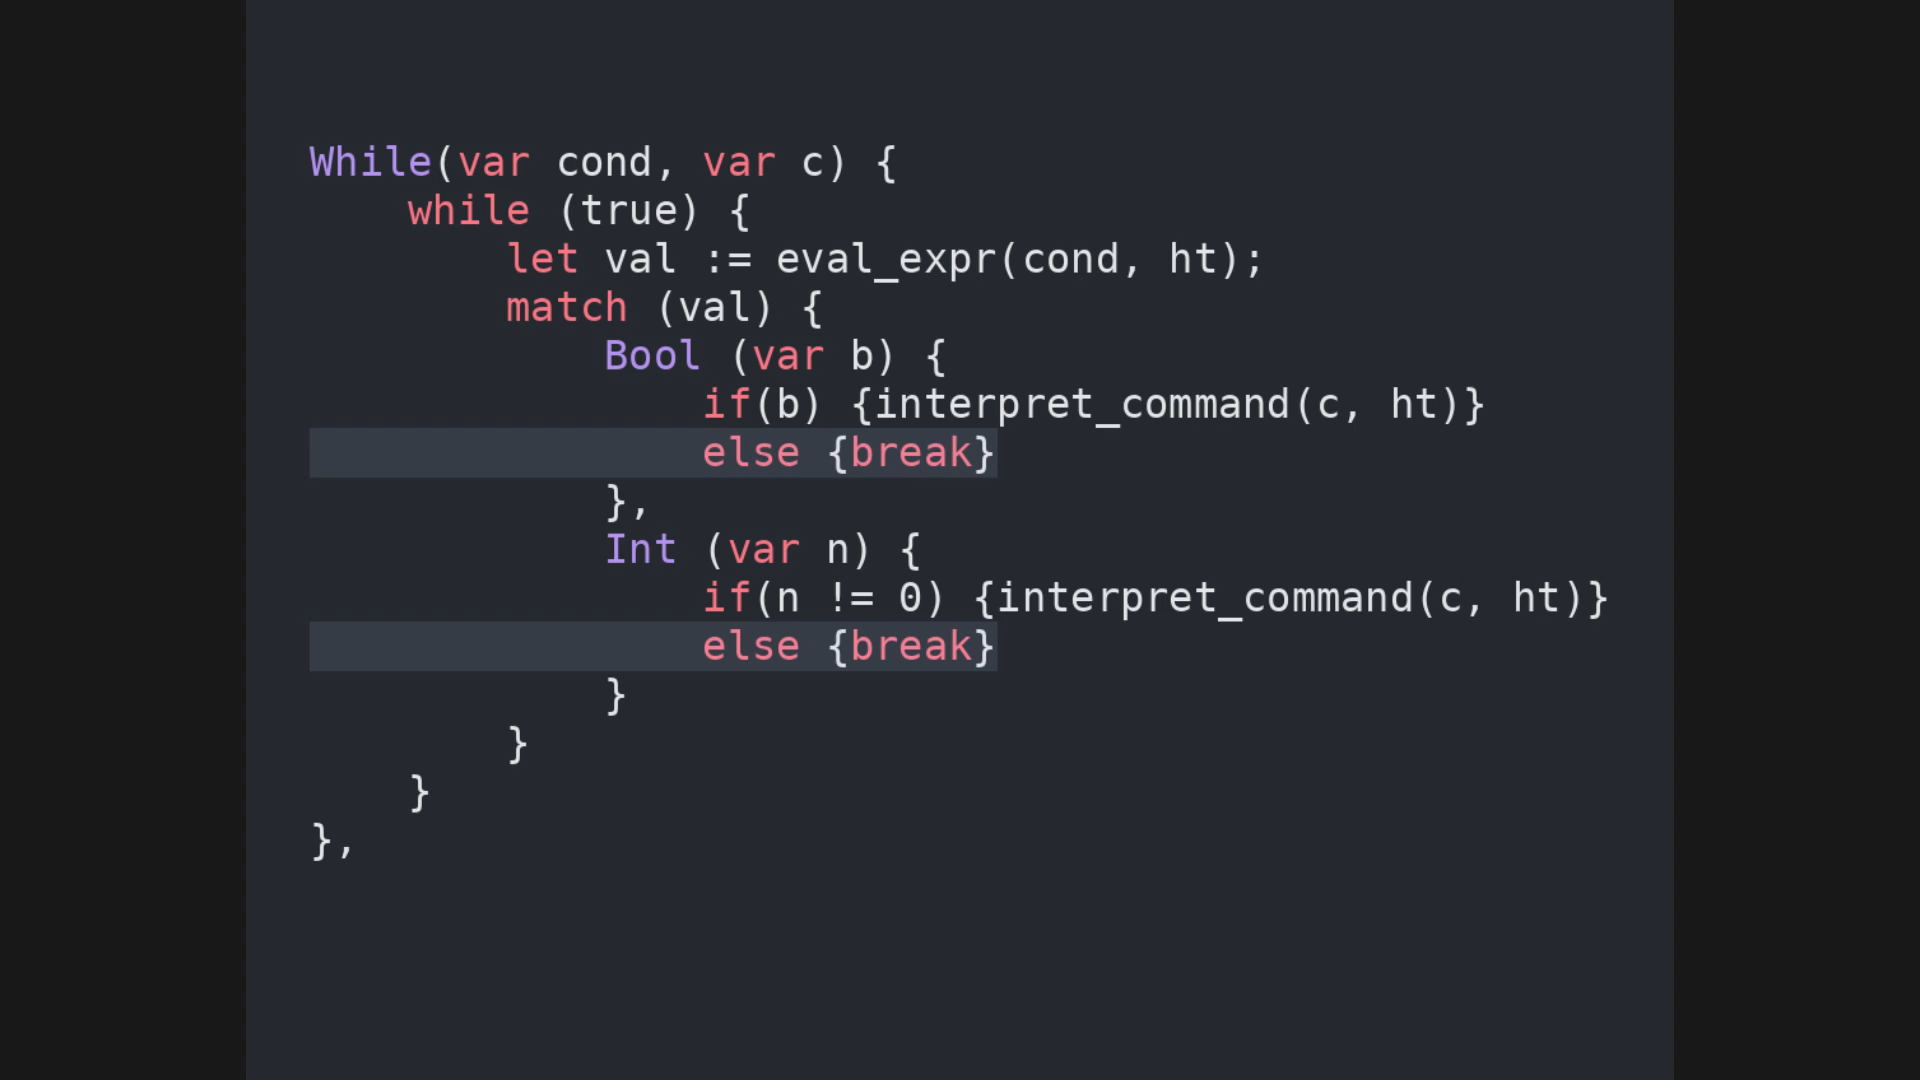 While(var cond, var c) {
    while (true) {
        let val := eval_expr(cond, ht);
        match (val) {
            Bool (var b) {
                if(b) {interpret_command(c, ht)}
                else {break}
            },
            Int (var n) {
                if(n != 0) {interpret_command(c, ht)}
                else {break}
            }
        }
    }
},